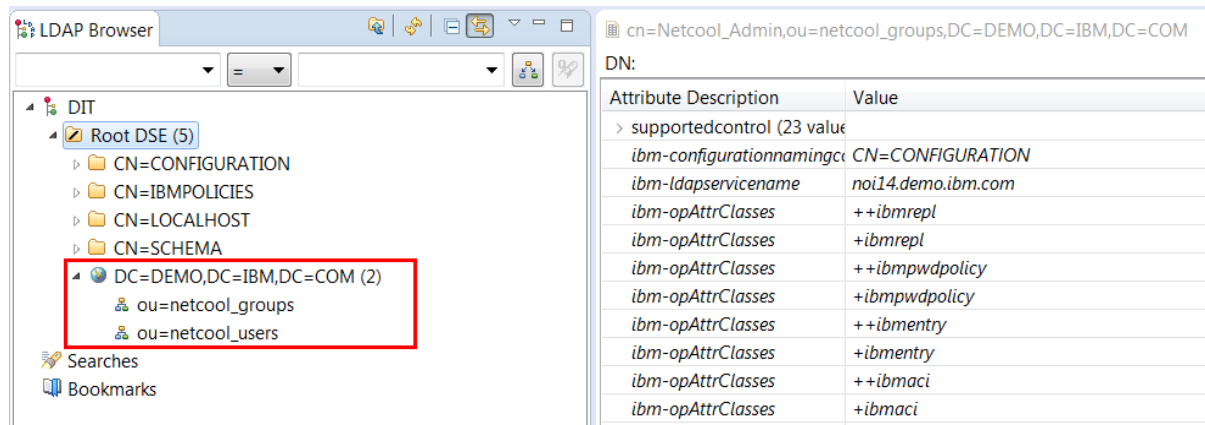 LDAP Browser
=
DIT
Root DSE (5)
CN=CONFIGURATION
CN=IBMPOLICIES
CN=LOCALHOST
CN=SCHEMA
DC=DEMO,DC=IBM,DC=COM (2)
ou=netcool_groups
ou=netcool_users
Searches
Bookmarks
cn=Netcool_Admin,ou=netcool_groups,DC=DEMO,DC=IBM,DC=COM
DN:
Attribute Description Value
supportedcontrol (23 value
ibm-configurationnamingco CN=CONFIGURATION
ibm-ldapservicename noi14.demo.ibm.com
ibm-opAttrClasses ++ibmrepl
ibm-opAttrClasses +ibmrepl
ibm-opAttrClasses ++ibmpwdpolicy
ibm-opAttrClasses +ibmpwdpolicy
ibm-opAttrClasses ++ibmentry
ibm-opAttrClasses +ibmentry
ibm-opAttrClasses ++ibmaci
ibm-opAttrClasses +ibmaci